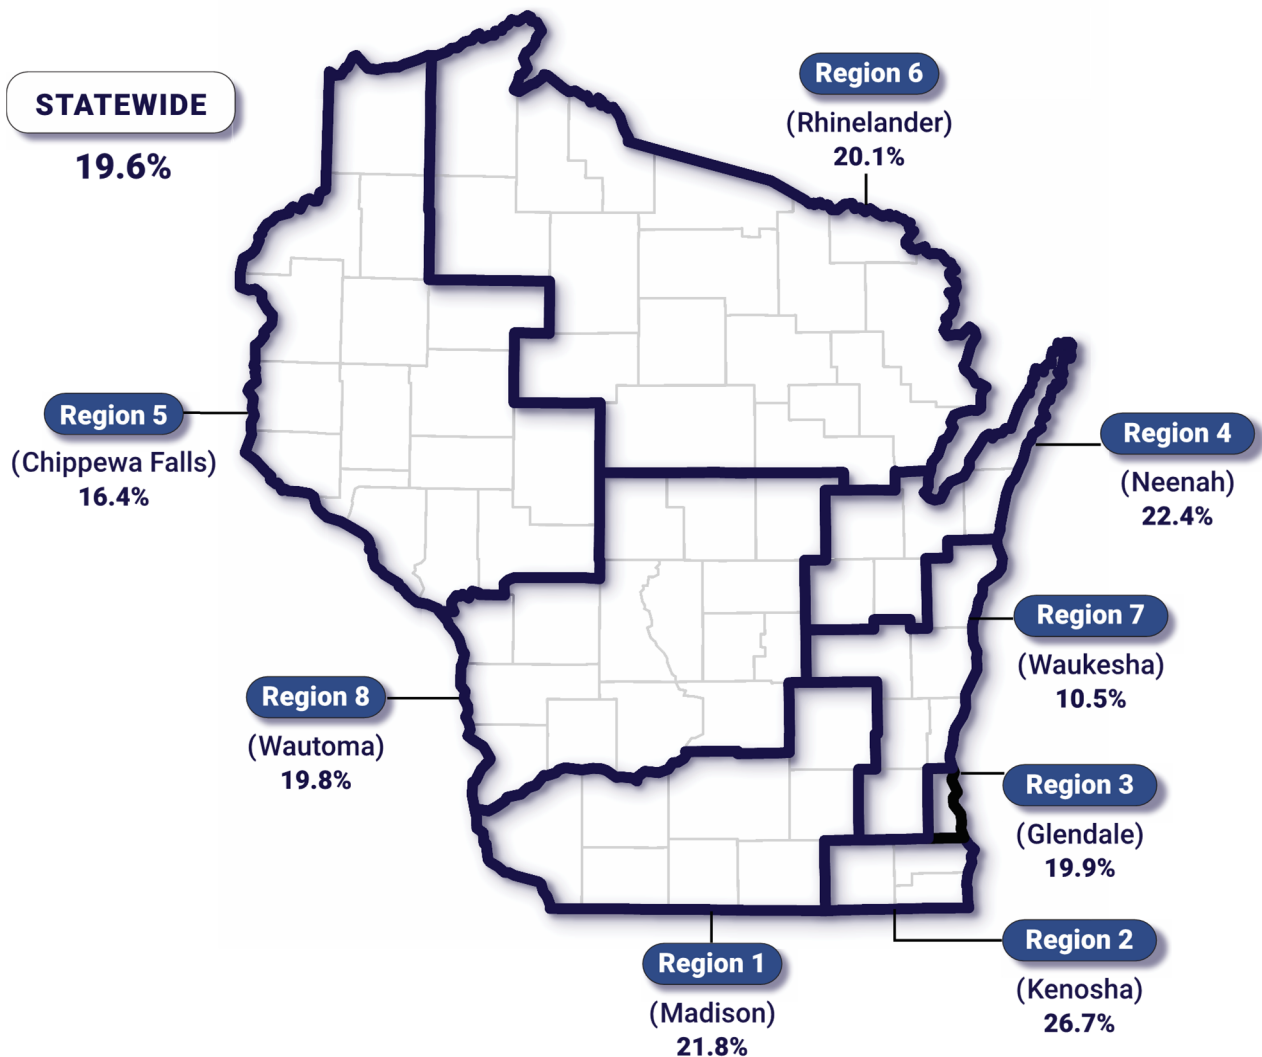 STATEWIDE
19.6%
Region 6
(Rhinelander)
20.1%
Region 5
(Chippewa Falls)
16.4%
Region 4
(Neenah)
22.4%
Region 7
(Waukesha)
10.5%
Region 8
(Wautoma)
19.8%
Region 3
(Glendale)
19.9%
Region 2
(Kenosha)
26.7%
Region 1
(Madison)
21.8%